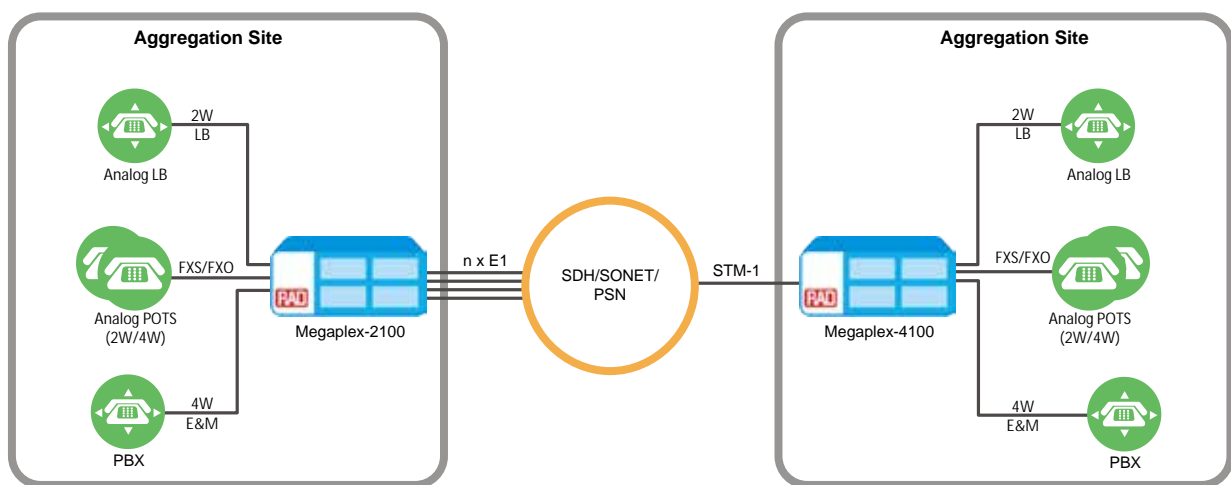 Aggregation Site
2W
LB
Analog LB
FXS/FXO
Analog POTS
(2W/4W)
4W
E&M
PBX
RAD
Megaplex-2100
n x E1
SDH/SONET/
PSN
STM-1
Aggregation Site
RAD
Megaplex-4100
2W
LB
Analog LB
FXS/FXO
Analog POTS
(2W/4W)
4W
E&M
PBX